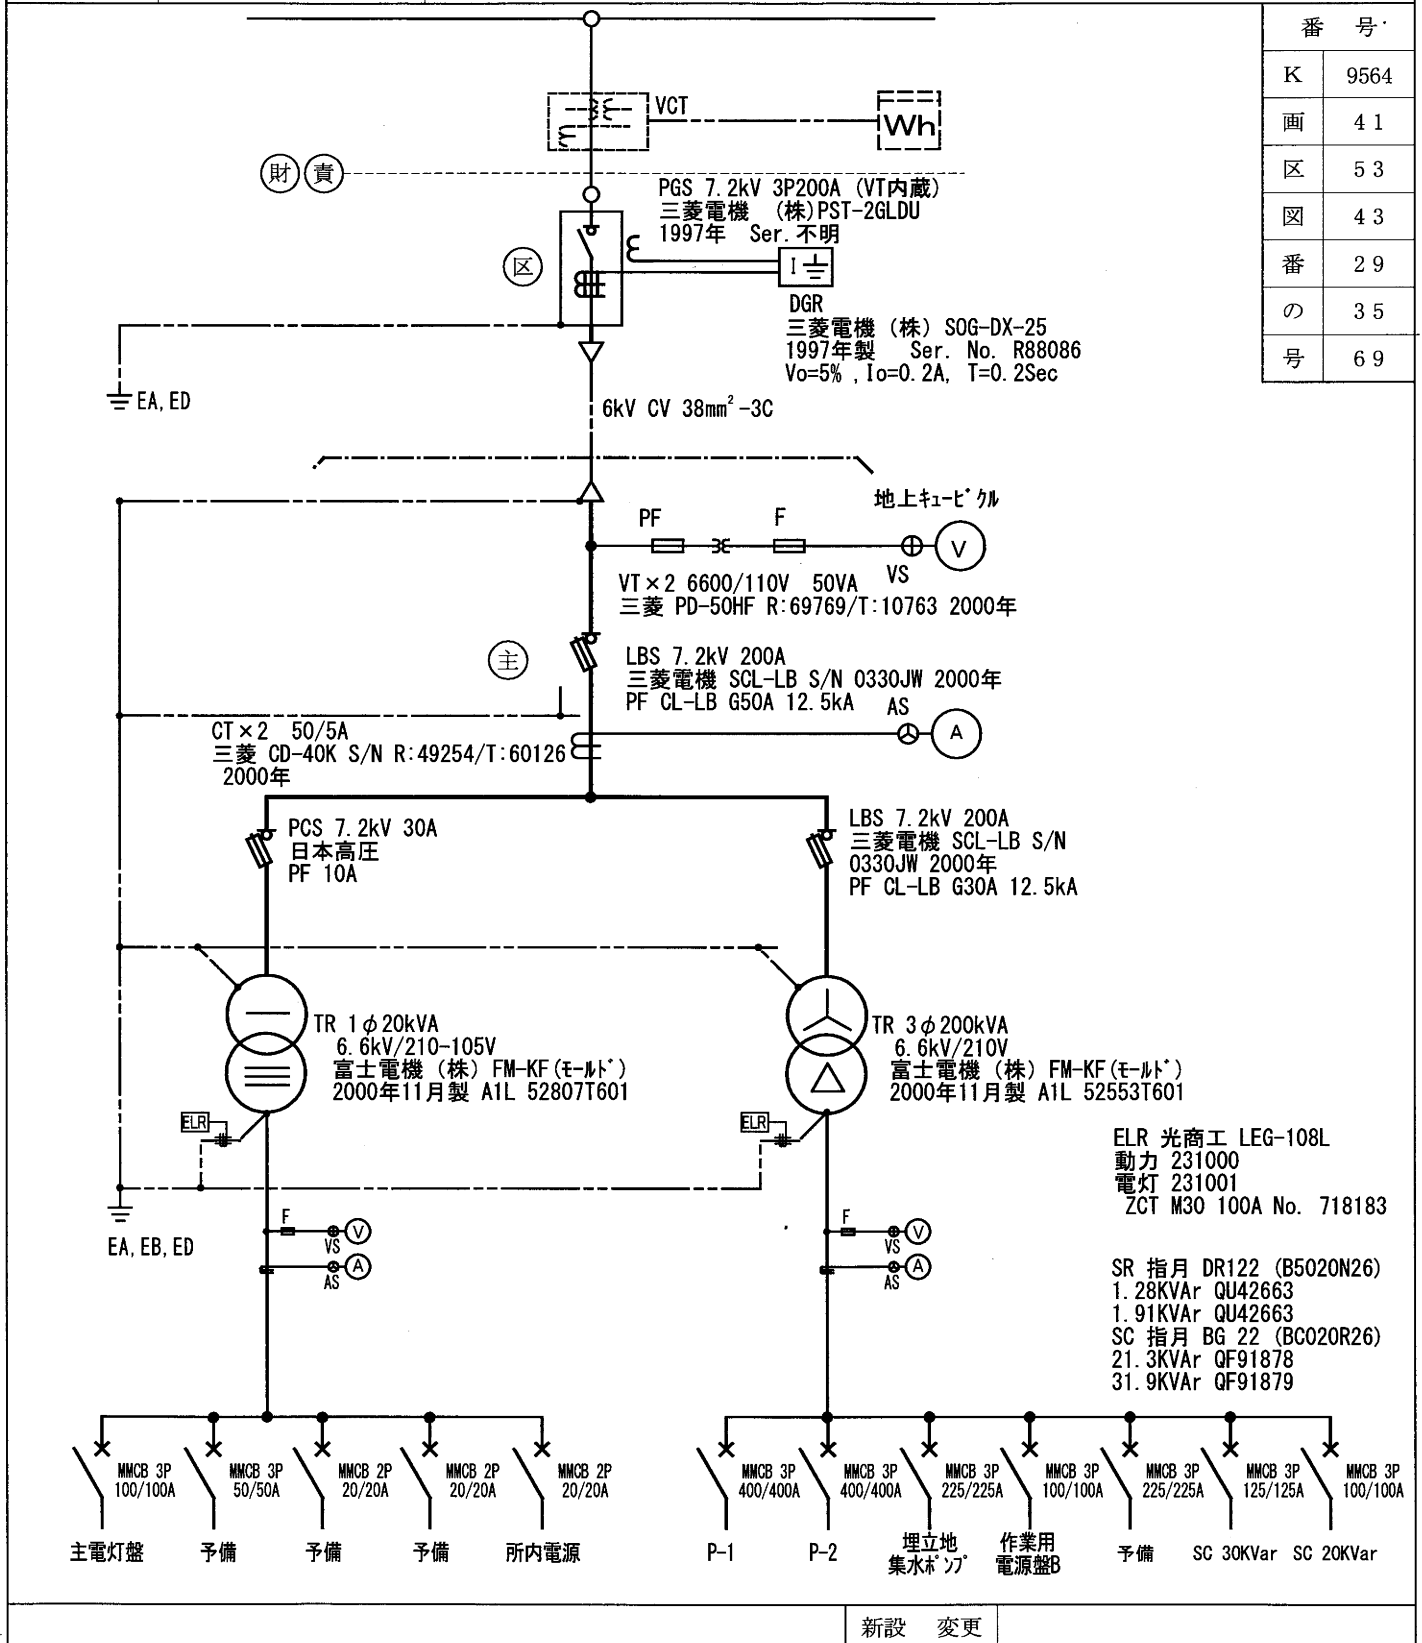 番 号
K 9564
画 41
区 53
図 43
番 29
の 35
号 69
VCT
Wh
財 責
PGS 7.2kV 3P200A (VT内蔵)
三菱電機 (株)PST-2GLDU
1997年 Ser.不明
区
I
DGR
三菱電機 (株) SOG-DX-25
1997年製 Ser. No. R88086
Vo=5% , Io=0.2A, T=0.2Sec
EA, ED
6kV CV 38mm²-3C
地上キュービクル
PF
F
VS
V
VT×2 6600/110V 50VA
三菱 PD-50HF R:69769/T:10763 2000年
主
LBS 7.2kV 200A
三菱電機 SCL-LB S/N 0330JW 2000年
PF CL-LB G50A 12.5kA
AS
A
CT×2 50/5A
三菱 CD-40K S/N R:49254/T:60126
2000年
PCS 7.2kV 30A
日本高圧
PF 10A
LBS 7.2kV 200A
三菱電機 SCL-LB S/N
0330JW 2000年
PF CL-LB G30A 12.5kA
TR 1φ20kVA
6.6kV/210-105V
富士電機 (株) FM-KF(モールド)
2000年11月製 A1L 52807T601
TR 3φ200kVA
6.6kV/210V
富士電機 (株) FM-KF(モールド)
2000年11月製 A1L 52553T601
ELR
ELR
ELR 光商工 LEG-108L
動力 231000
電灯 231001
ZCT M30 100A No. 718183
EA, EB, ED
F
VS
V
AS
A
F
VS
V
AS
A
SR 指月 DR122 (B5020N26)
1.28KVAr QU42663
1.91KVAr QU42663
SC 指月 BG 22 (BC020R26)
21.3KVAr QF91878
31.9KVAr QF91879
MMCB 3P
100/100A
主電灯盤
MMCB 3P
50/50A
予備
MMCB 2P
20/20A
予備
MMCB 2P
20/20A
予備
MMCB 2P
20/20A
所内電源
MMCB 3P
400/400A
P-1
MMCB 3P
400/400A
P-2
MMCB 3P
225/225A
埋立地
集水ポンプ
MMCB 3P
100/100A
作業用
電源盤B
MMCB 3P
225/225A
予備
MMCB 3P
125/125A
SC 30KVar
MMCB 3P
100/100A
SC 20KVar
新設 変更